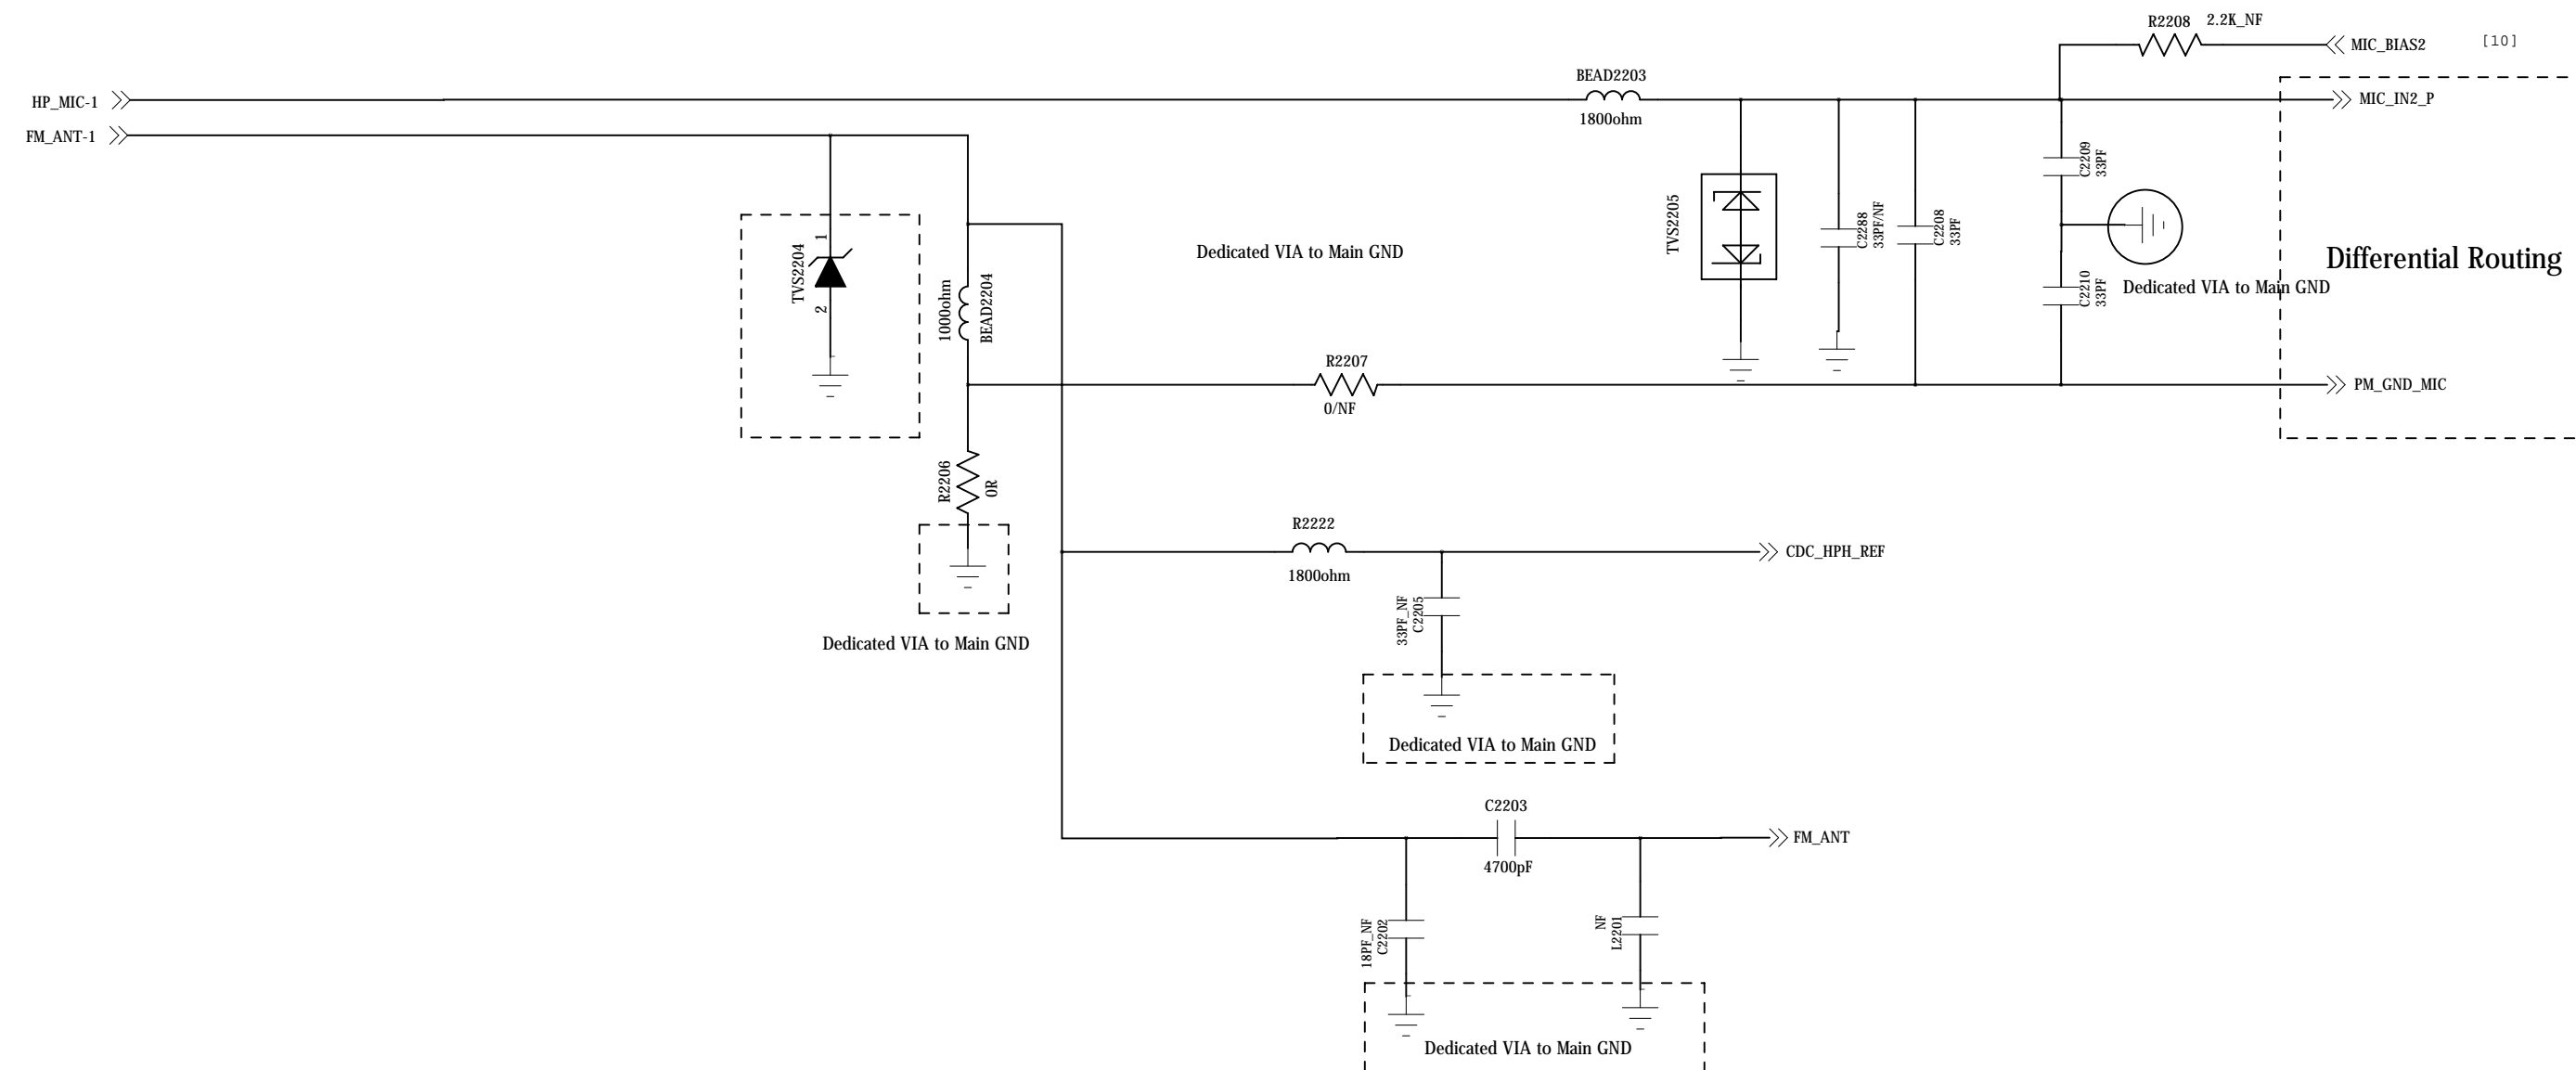 R2208 2.2K_NF
MIC_BIAS2 [10]
BEAD2203
HP_MIC-1
MIC_IN2_P
1800ohm
FM_ANT-1
C2209
33PF
TVS2205
C2288
33PF/NF
C2208
33PF
TVS2204
1
2
Dedicated VIA to Main GND
Differential Routing
1000ohm
BEAD2204
C2210
33PF
Dedicated VIA to Main GND
R2207
0/NF
PM_GND_MIC
R2206
0R
R2222
CDC_HPH_REF
1800ohm
33PF_NF
C2205
Dedicated VIA to Main GND
Dedicated VIA to Main GND
C2203
FM_ANT
4700pF
18PF_NF
C2202
NF
L2201
Dedicated VIA to Main GND